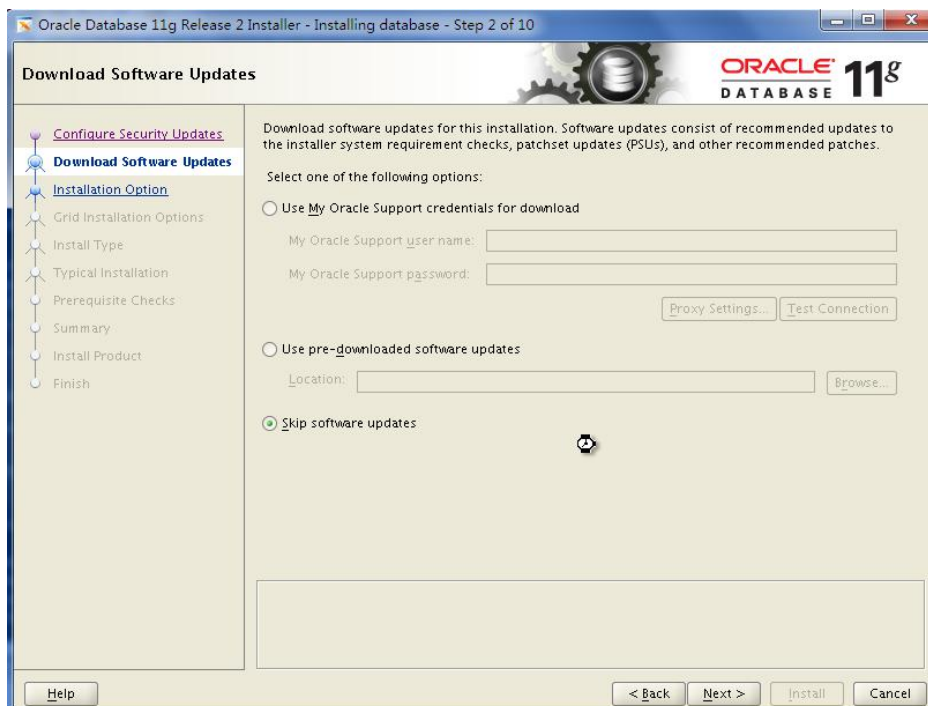 Oracle Database 11g Release 2 Installer - Installing database - Step 2 of 10
Download Software Updates
ORACLE
DATABASE
11g
Configure Security Updates
Download Software Updates
Installation Option
Grid Installation Options
Install Type
Typical Installation
Prerequisite Checks
Summary
Install Product
Finish
Download software updates for this installation. Software updates consist of recommended updates to
the installer system requirement checks, patchset updates (PSUs), and other recommended patches.
Select one of the following options:
Use My Oracle Support credentials for download
My Oracle Support user name:
My Oracle Support password:
Proxy Settings... Test Connection
Use pre-downloaded software updates
Location: Browse...
Skip software updates
Help < Back Next > Install Cancel